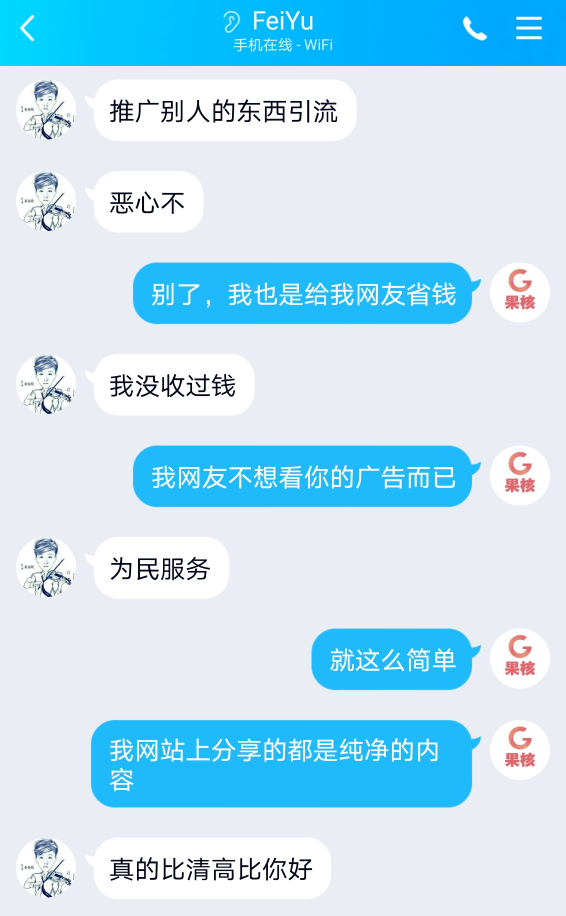 FeiYu
手机在线 - WiFi
推广别人的东西引流
恶心不
别了，我也是给我网友省钱
G
果核
我没收过钱
我网友不想看你的广告而已
G
果核
为民服务
就这么简单
G
果核
我网站上分享的都是纯净的内
容
G
果核
真的比清高比你好